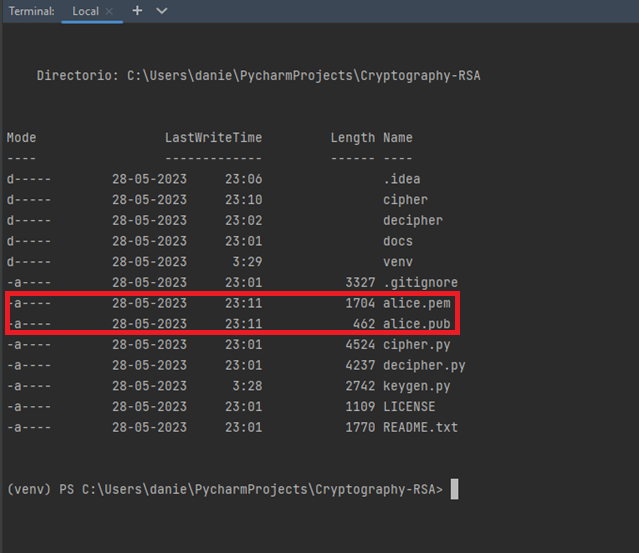 Terminal: Local × +
Directorio: C:\Users\danie\PycharmProjects\Cryptography-RSA
Mode LastWriteTime Length Name
---- ------------- ------ ----
d----- 28-05-2023 23:06 .idea
d----- 28-05-2023 23:10 cipher
d----- 28-05-2023 23:02 decipher
d----- 28-05-2023 23:01 docs
d----- 28-05-2023 3:29 venv
-a---- 28-05-2023 23:01 3327 .gitignore
-a---- 28-05-2023 23:11 1704 alice.pem
-a---- 28-05-2023 23:11 462 alice.pub
-a---- 28-05-2023 23:01 4524 cipher.py
-a---- 28-05-2023 23:01 4237 decipher.py
-a---- 28-05-2023 3:28 2742 keygen.py
-a---- 28-05-2023 23:01 1109 LICENSE
-a---- 28-05-2023 23:01 1770 README.txt
(venv) PS C:\Users\danie\PycharmProjects\Cryptography-RSA>